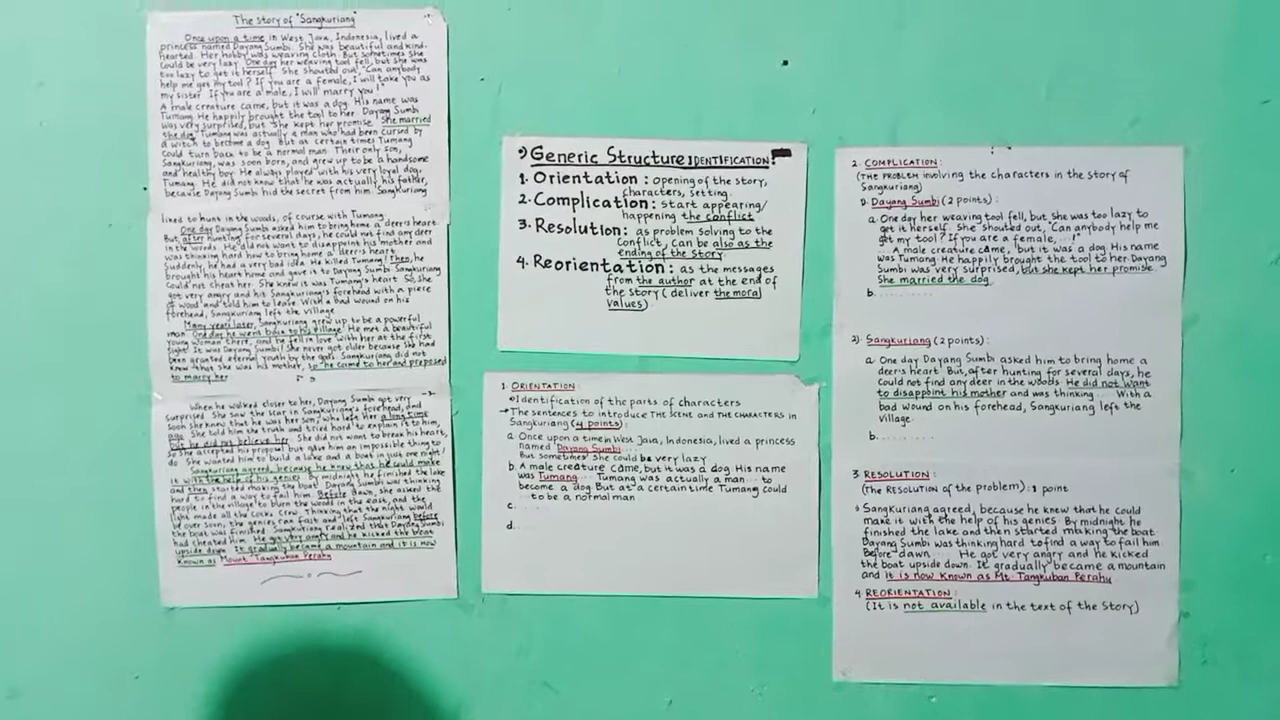 The story of "Sangkuriang"
Once upon a time in West Java, Indonesia, lived a
princess named Dayang Sumbi. She was beautiful and kind-
hearted. Her hobby was weaving cloth. But sometimes she
could be very lazy. One day her weaving tool fell, but she was
too lazy to get it herself. She shouted out, "Can anybody
help me get my tool? If you are a female, I will take you as
my sister. If you are a male, I will marry you!"
A male creature came, but it was a dog. His name was
Tumang. He happily brought the tool to her. Dayang Sumbi
was very surprised, but she kept her promise. She married
the dog. Tumang was actually a man who had been cursed by
a witch to become a dog. But at certain times Tumang
could turn back to be a normal man. Their only son,
Sangkuriang, was soon born, and grew up to be a handsome
and healthy boy. He always played with his very loyal dog,
Tumang. He did not know that he was actually his father,
because Dayang Sumbi hid the secret from him. Sangkuriang
liked to hunt in the woods, of course with Tumang.
One day Dayang Sumbi asked him to bring home a deer's heart.
But after hunting for several days, he could not find any deer
in the woods. He did not want to disappoint his mother and
was thinking hard how to bring home a deer's heart.
Suddenly, he had a very bad idea. He killed Tumang! Then, he
brought his heart home and gave it to Dayang Sumbi. Sangkuriang
could not cheat her. She knew it was Tumang's heart. So, she
got very angry and hit Sangkuriang's forehead with a piece
of wood and told him to leave. With a bad wound on his
forehead, Sangkuriang left the village.
Many years later, Sangkuriang grew up to be a powerful
man. One day he went back to his village. He met a beautiful
young woman there, and he fell in love with her at the first
sight. It was Dayang Sumbi! She never got older because she had
been granted eternal youth by the gods. Sangkuriang did not
know that she was his mother, so he came to her and proposed
to marry her
When he walked closer to her, Dayang Sumbi got very
surprised. She saw the scar in Sangkuriang's forehead, and
soon she knew that he was her son, who left her a long time
ago. She told him the truth and tried hard to explain it to him,
but he did not believe her. She did not want to break his heart,
so she accepted his proposal but gave him an impossible thing to
do. She wanted him to build a lake and a boat in just one night!
Sangkuriang agreed, because he knew that he could make
it with the help of his genies. By midnight he finished the lake
and then started making the boat. Dayang Sumbi was thinking
hard to find a way to fail him. Before dawn, she asked the
people in the village to burn the woods in the east, and the
light made all the cocks crew. Thinking that the night would
be over soon, the genies ran fast and left Sangkuriang before
the boat was finished. Sangkuriang realized that Dayang Sumbi
had cheated him. He got very angry and he kicked the boat
upside down. It gradually became a mountain and it is now
known as Mount Tangkuban Perahu
Generic Structure IDENTIFICATION:
1. Orientation : opening of the story,
characters, setting.
2. Complication : start appearing/
happening the conflict
3. Resolution : as problem solving to the
Conflict, can be also as the
ending of the story.
4. Reorientation : as the messages
from the author at the end of
the story (deliver the moral
values).
1. ORIENTATION:
Identification of the parts of characters
→ The sentences to introduce THE SCENE and THE CHARACTERS in
Sangkuriang (4 points):
a. Once upon a time in West Java, Indonesia, lived a princess
named Dayang Sumbi....
But sometimes she could be very lazy
b. A male creature came, but it was a dog. His name
was Tumang.... Tumang was actually a man.... to
become a dog. But at a certain time Tumang could
.... to be a normal man
c. ......
d. ....
2. COMPLICATION:
(THE PROBLEM involving the characters in the story of
Sangkuriang)
1). Dayang Sumbi (2 points):
a. One day her weaving tool fell, but she was too lazy to
get it herself. She shouted out, "Can anybody help me
get my tool? If you are a female, ....!"
A male creature came, but it was a dog. His name
was Tumang. He happily brought the tool to her. Dayang
Sumbi was very surprised, but she kept her promise.
She married the dog.
b. ..........
2). Sangkuriang (2 points):
a. One day Dayang Sumbi asked him to bring home a
deer's heart. But, after hunting for several days, he
could not find any deer in the woods. He did not want
to disappoint his mother and was thinking.... With a
bad wound on his forehead, Sangkuriang left the
village.
b. ..........
3. RESOLUTION:
(The RESOLUTION of the problem) : 1 point
Sangkuriang agreed, because he knew that he could
make it with the help of his genies. By midnight he
finished the lake and then started making the boat.
Dayang Sumbi was thinking hard to find a way to fail him.
Before dawn.... He got very angry and he kicked
the boat upside down. It gradually became a mountain
and it is now known as Mt. Tangkuban Perahu
4. REORIENTATION:
(It is not available in the text of the story)